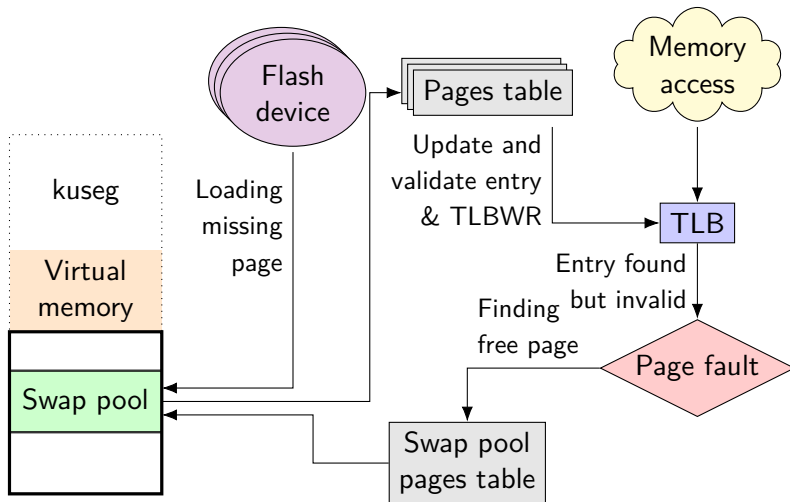 Memory
access
Flash
device
Pages table
Update and
validate entry
& TLBWR
kuseg
Loading
missing
page
TLB
Virtual
memory
Entry found
but invalid
Finding
free page
Page fault
Swap pool
Swap pool
pages table